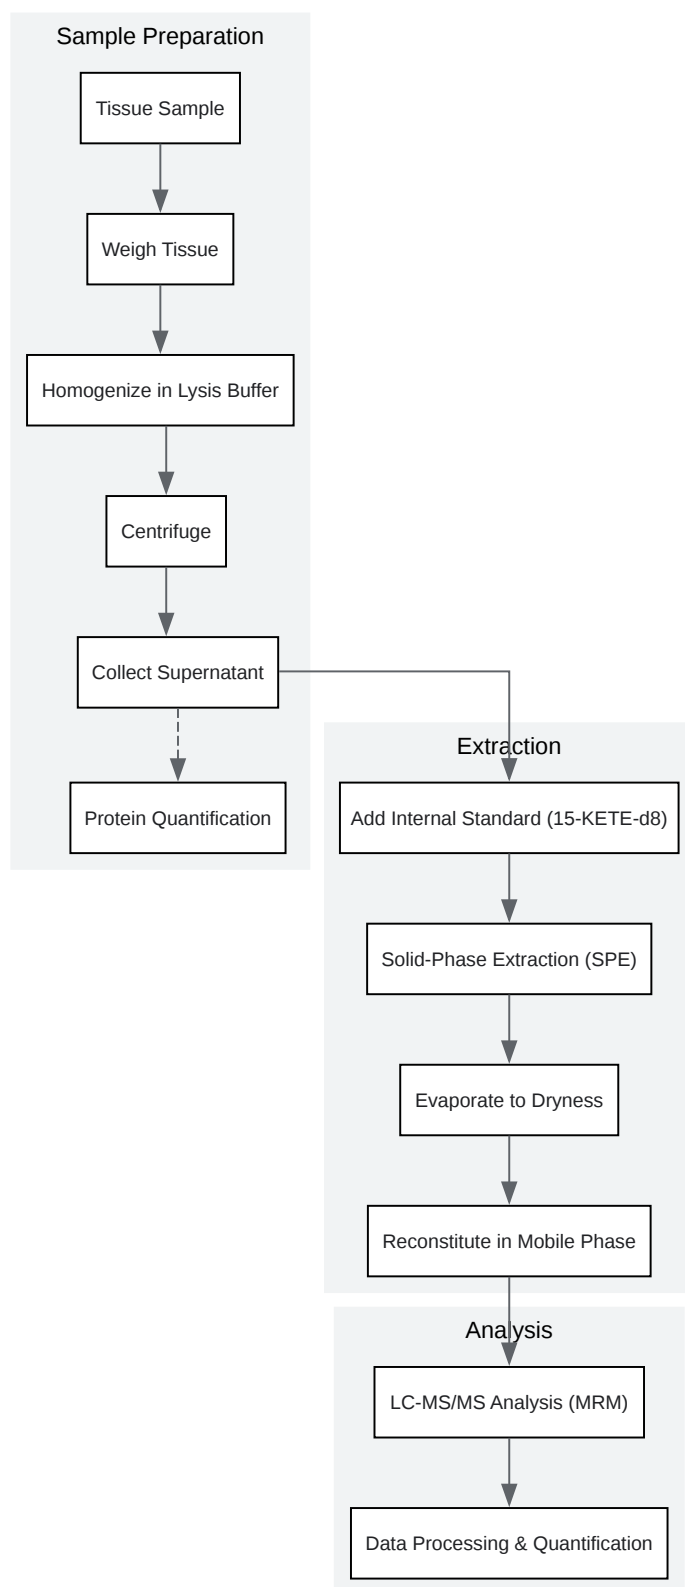 Sample Preparation
Tissue Sample
Weigh Tissue
Homogenize in Lysis Buffer
Centrifuge
Collect Supernatant
Protein Quantification
Extraction
Add Internal Standard (15-KETE-d8)
Solid-Phase Extraction (SPE)
Evaporate to Dryness
Reconstitute in Mobile Phase
Analysis
LC-MS/MS Analysis (MRM)
Data Processing & Quantification